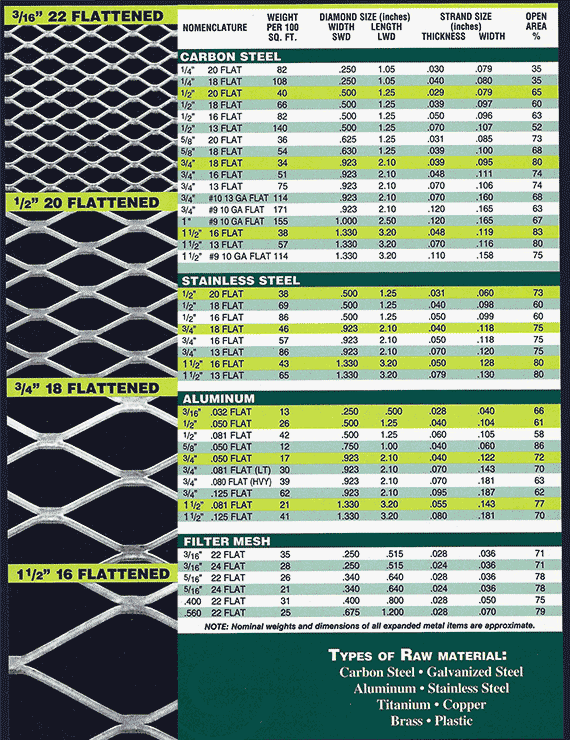 3/16" 22 FLATTENED
1/2" 20 FLATTENED
3/4" 18 FLATTENED
1 1/2" 16 FLATTENED
NOMENCLATURE WEIGHT PER 100 SQ. FT. DIAMOND SIZE (inches) WIDTH SWD LENGTH LWD STRAND SIZE (inches) THICKNESS WIDTH OPEN AREA %
CARBON STEEL
1/4" 20 FLAT 82 .250 1.05 .030 .079 35
1/4" 18 FLAT 108 .250 1.05 .040 .080 35
1/2" 20 FLAT 40 .500 1.25 .029 .079 65
1/2" 18 FLAT 66 .500 1.25 .039 .097 60
1/2" 16 FLAT 82 .500 1.25 .050 .096 63
1/2" 13 FLAT 140 .500 1.25 .070 .107 52
5/8" 20 FLAT 36 .625 1.25 .031 .085 73
5/8" 18 FLAT 54 .630 1.25 .039 .100 68
3/4" 18 FLAT 34 .923 2.10 .039 .095 80
3/4" 16 FLAT 51 .923 2.10 .048 .111 74
3/4" 13 FLAT 75 .923 2.10 .070 .106 74
3/4" #10 13 GA FLAT 114 .923 2.10 .070 .160 68
3/4" #9 10 GA FLAT 171 .923 2.10 .120 .165 63
1" #9 10 GA FLAT 155 1.000 2.50 .120 .165 67
1 1/2" 16 FLAT 38 1.330 3.20 .048 .119 83
1 1/2" 13 FLAT 57 1.330 3.20 .070 .116 80
1 1/2" #9 10 GA FLAT 114 1.330 3.20 .110 .158 75
STAINLESS STEEL
1/2" 20 FLAT 38 .500 1.25 .031 .060 73
1/2" 18 FLAT 69 .500 1.25 .040 .098 60
1/2" 16 FLAT 86 .500 1.25 .050 .099 60
3/4" 18 FLAT 46 .923 2.10 .040 .118 75
3/4" 16 FLAT 57 .923 2.10 .050 .118 75
3/4" 13 FLAT 86 .923 2.10 .070 .120 75
1 1/2" 16 FLAT 43 1.330 3.20 .050 128 80
1 1/2" 13 FLAT 65 1.330 3.20 .079 .130 80
ALUMINUM
3/16" .032 FLAT 13 .250 .500 .028 .040 66
1/2" .050 FLAT 26 .500 1.25 .040 .104 61
1/2" .081 FLAT 42 .500 1.25 .060 .105 58
5/8" .050 FLAT 12 .750 1.00 .040 .060 86
3/4" .050 FLAT 17 .923 2.10 .040 .122 72
3/4" .081 FLAT (LT) 30 .923 2.10 .070 .143 70
3/4" .080 FLAT (HVY) 39 .923 2.10 .070 .181 63
3/4" .125 FLAT 62 .923 2.10 .095 .187 62
1 1/2" .081 FLAT 21 1.330 3.20 .055 .143 77
1 1/2" .125 FLAT 41 1.330 3.20 .080 .181 70
FILTER MESH
3/16" 22 FLAT 35 .250 .515 .028 .036 71
3/16" 24 FLAT 28 .250 .515 .024 .036 71
5/16" 22 FLAT 26 .340 .640 .028 .036 78
5/16" 24 FLAT 21 .340 .640 .024 .036 78
.400 22 FLAT 31 .400 .800 .028 .050 75
.560 22 FLAT 25 .675 1.200 .028 .070 79
NOTE: Nominal weights and dimensions of all expanded metal items are approximate.
TYPES OF RAW MATERIAL:
Carbon Steel • Galvanized Steel
Aluminum • Stainless Steel
Titanium • Copper
Brass • Plastic